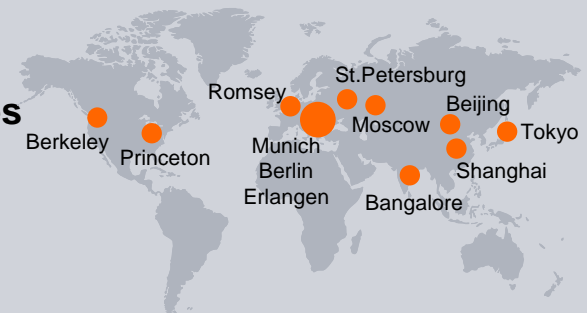 St.Petersburg
Romsey
Beijing
s
Berkeley
Princeton
Munich
Berlin
Erlangen
Moscow
Tokyo
Shanghai
Bangalore